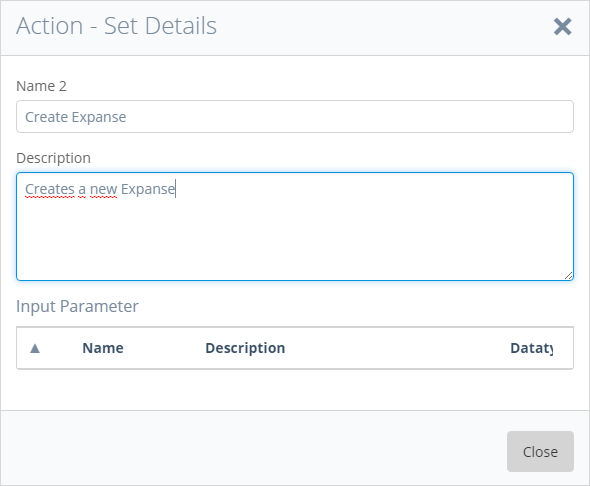 Action - Set Details
Name 2
Create Expanse
Description
Creates a new Expanse
Input Parameter
Name Description Dataty
Close